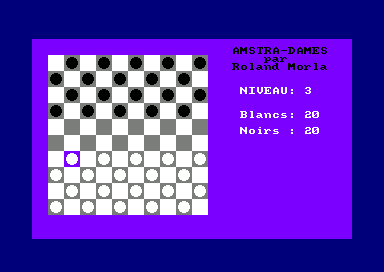 AMSTRA-DAMES
par
Roland Morla
NIVEAU: 3
Blancs: 20
Noirs : 20